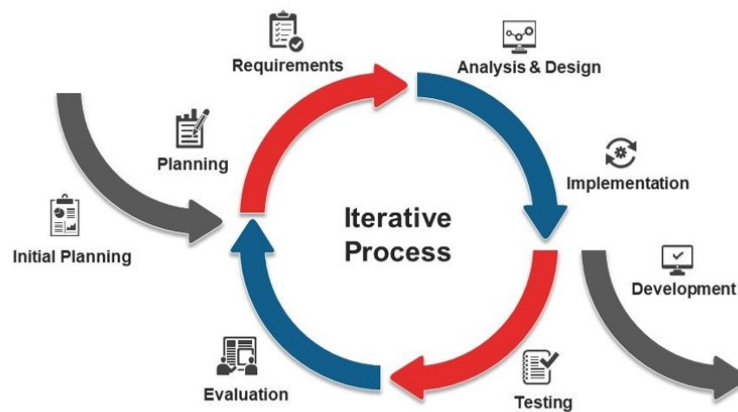 Requirements
Analysis & Design
Planning
Implementation
Iterative
Process
Initial Planning
Development
Evaluation
Testing